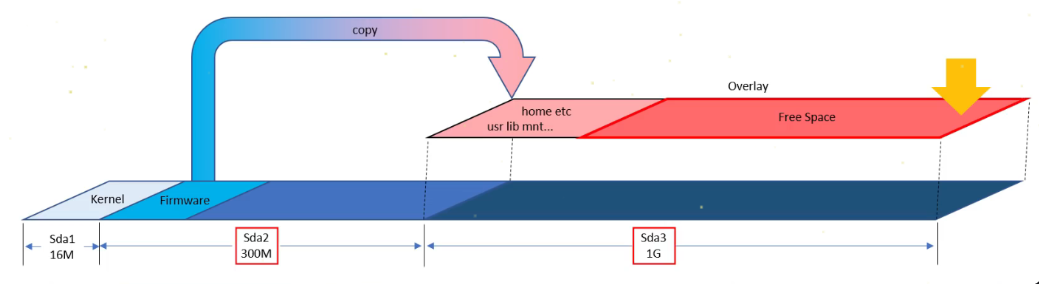 copy
Overlay
home etc
usr lib mnt...
Free Space
Kernel
Firmware
Sda1
16M
Sda2
300M
Sda3
1G